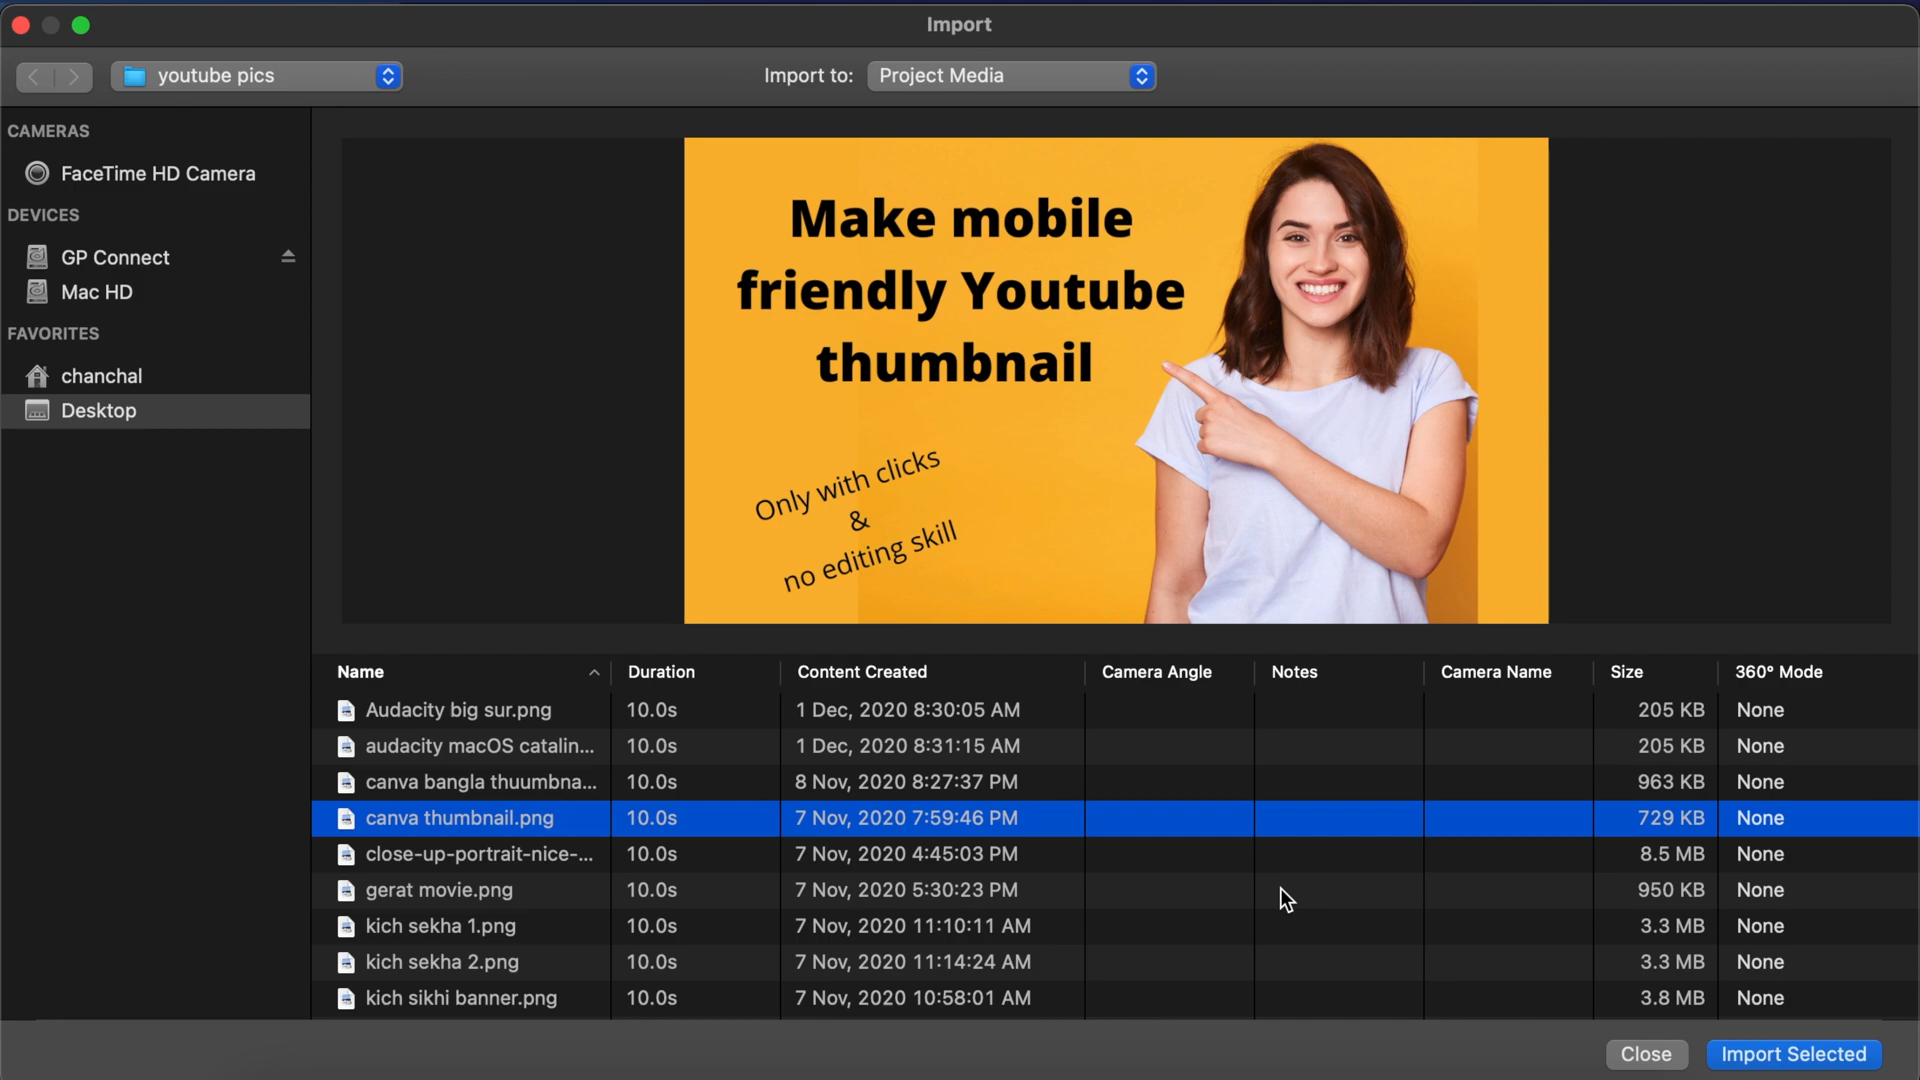 Import
youtube pics
Import to: Project Media
CAMERAS
FaceTime HD Camera
DEVICES
GP Connect
Mac HD
FAVORITES
chanchal
Desktop
Make mobile
friendly Youtube
thumbnail
Only with clicks
&
no editing skill
Name Duration Content Created Camera Angle Notes Camera Name Size 360° Mode
Audacity big sur.png 10.0s 1 Dec, 2020 8:30:05 AM 205 KB None
audacity macOS catalin... 10.0s 1 Dec, 2020 8:31:15 AM 205 KB None
canva bangla thuumbna... 10.0s 8 Nov, 2020 8:27:37 PM 963 KB None
canva thumbnail.png 10.0s 7 Nov, 2020 7:59:46 PM 729 KB None
close-up-portrait-nice-... 10.0s 7 Nov, 2020 4:45:03 PM 8.5 MB None
gerat movie.png 10.0s 7 Nov, 2020 5:30:23 PM 950 KB None
kich sekha 1.png 10.0s 7 Nov, 2020 11:10:11 AM 3.3 MB None
kich sekha 2.png 10.0s 7 Nov, 2020 11:14:24 AM 3.3 MB None
kich sikhi banner.png 10.0s 7 Nov, 2020 10:58:01 AM 3.8 MB None
Close Import Selected